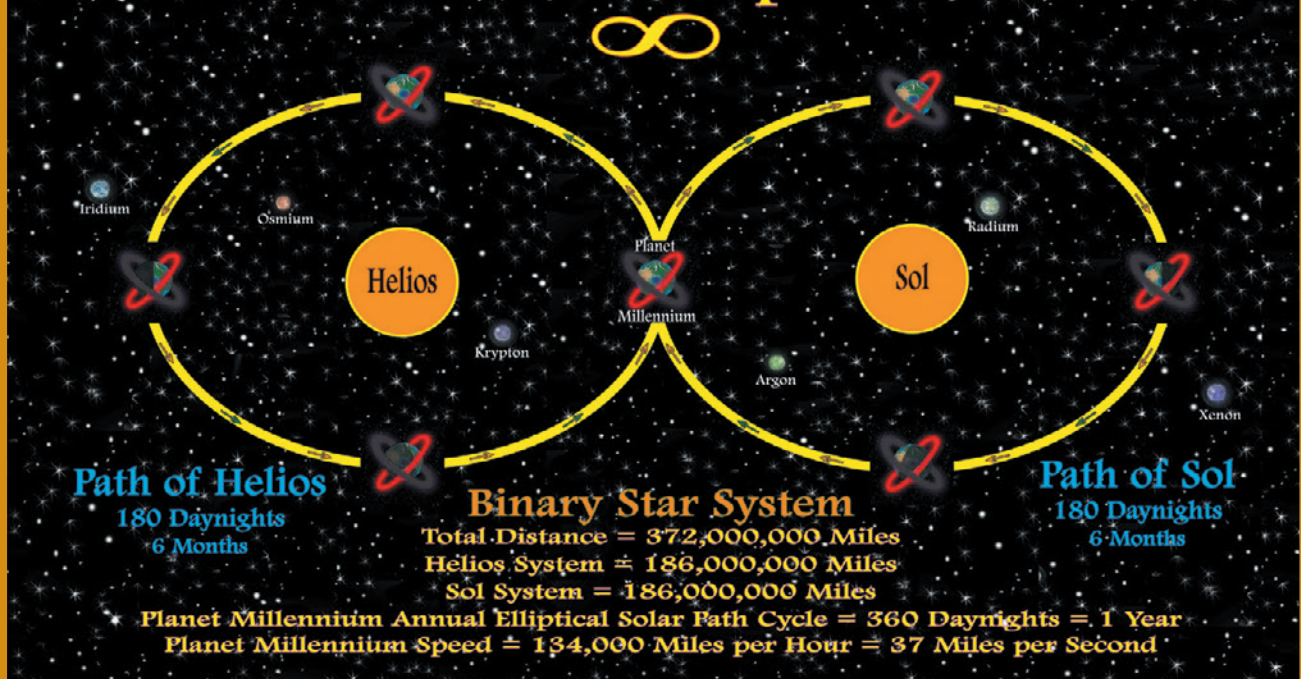 Iridium
Osmium
Helios
Krypton
Planet
Millennium
Radium
Sol
Argon
Xenon
Path of Helios
180 Daynights
6 Months
Path of Sol
180 Daynights
6 Months
Binary Star System
Total Distance = 372,000,000 Miles
Helios System = 186,000,000 Miles
Sol System = 186,000,000 Miles
Planet Millennium Annual Elliptical Solar Path Cycle = 360 Daynights = 1 Year
Planet Millennium Speed = 134,000 Miles per Hour = 37 Miles per Second